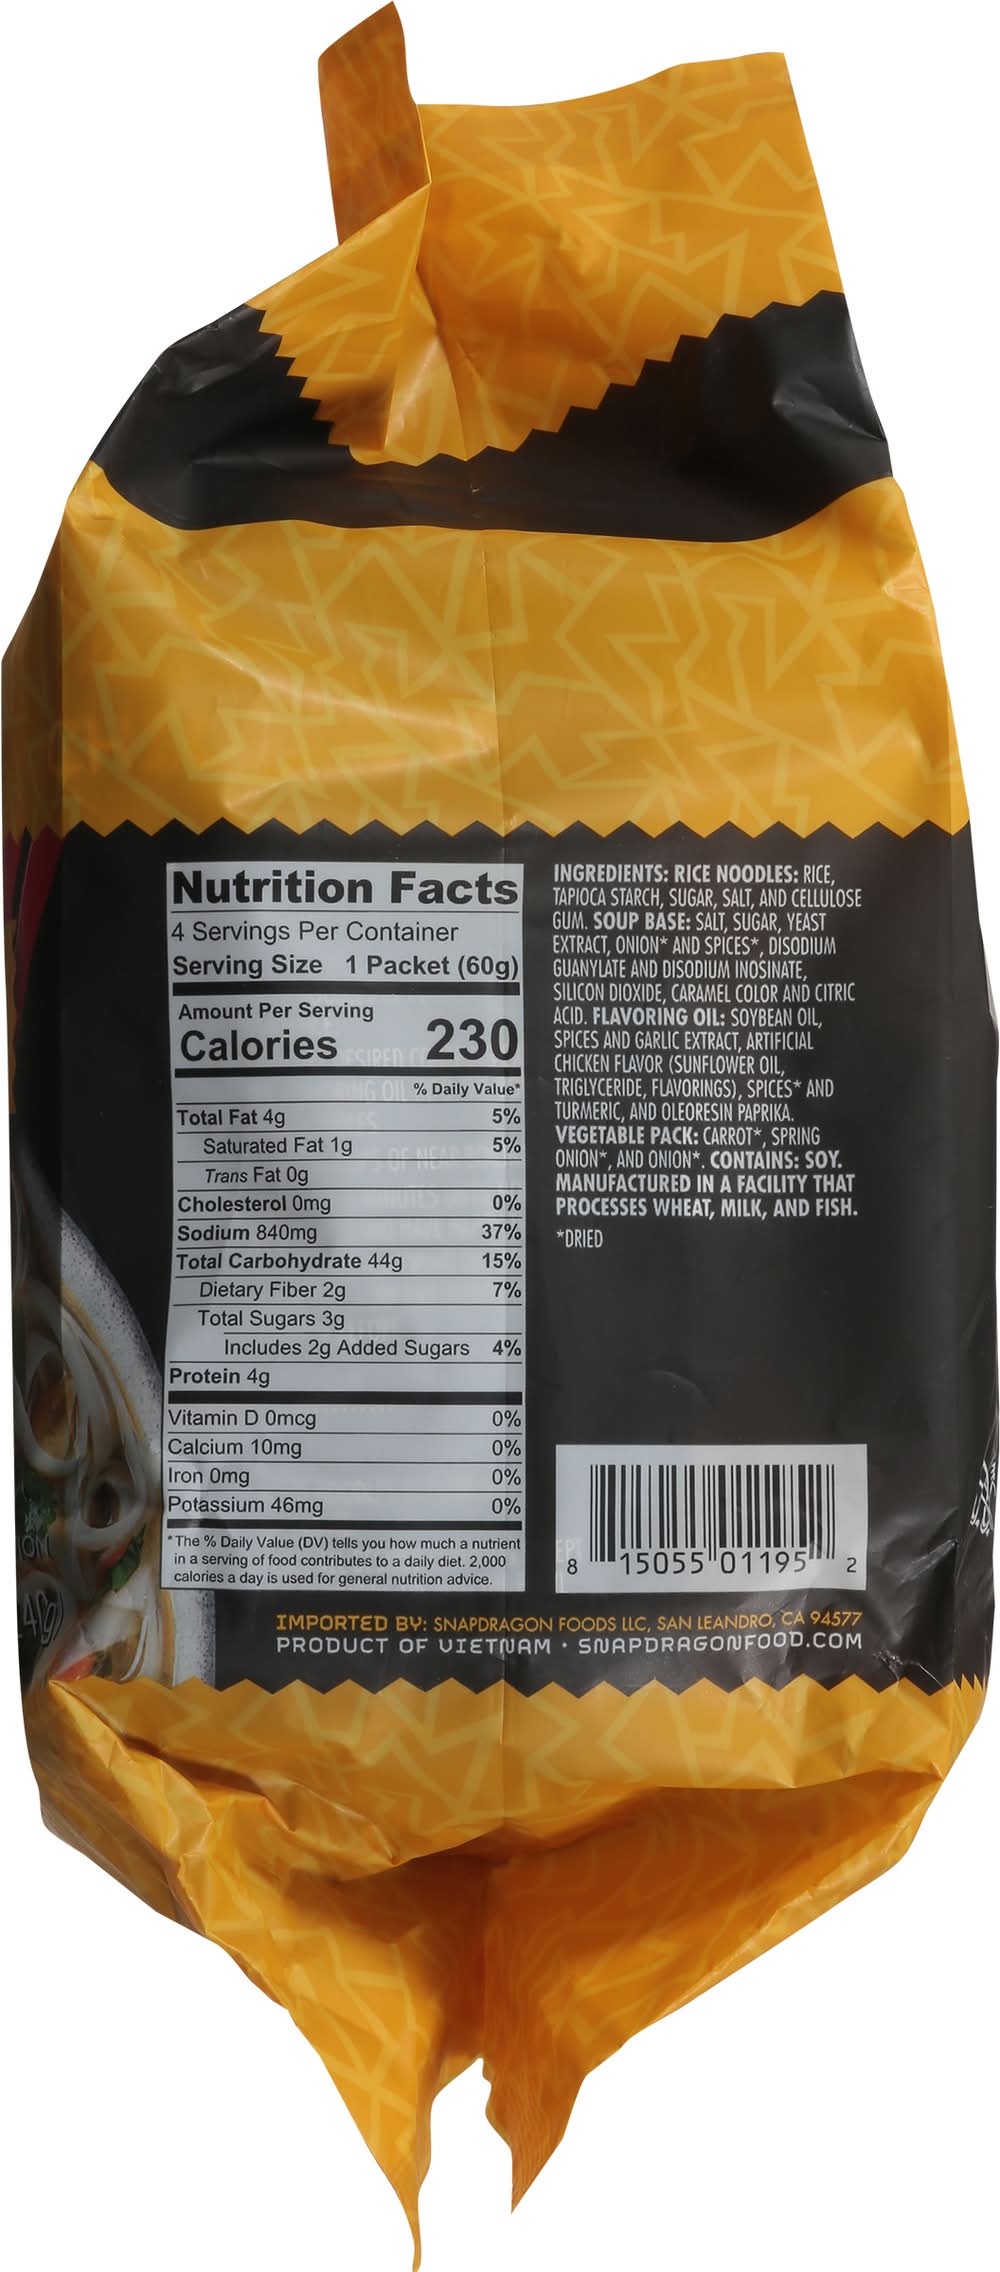 Nutrition Facts
4 Servings Per Container
Serving Size 1 Packet (60g)
Amount Per Serving
Calories 230
% Daily Value*
Total Fat 4g 5%
Saturated Fat 1g 5%
Trans Fat 0g
Cholesterol 0mg 0%
Sodium 840mg 37%
Total Carbohydrate 44g 15%
Dietary Fiber 2g 7%
Total Sugars 3g
Includes 2g Added Sugars 4%
Protein 4g
Vitamin D 0mcg 0%
Calcium 10mg 0%
Iron 0mg 0%
Potassium 46mg 0%
*The % Daily Value (DV) tells you how much a nutrient
in a serving of food contributes to a daily diet. 2,000
calories a day is used for general nutrition advice.
INGREDIENTS: RICE NOODLES: RICE,
TAPIOCA STARCH, SUGAR, SALT, AND CELLULOSE
GUM. SOUP BASE: SALT, SUGAR, YEAST
EXTRACT, ONION* AND SPICES*, DISODIUM
GUANYLATE AND DISODIUM INOSINATE,
SILICON DIOXIDE, CARAMEL COLOR AND CITRIC
ACID. FLAVORING OIL: SOYBEAN OIL,
SPICES AND GARLIC EXTRACT, ARTIFICIAL
CHICKEN FLAVOR (SUNFLOWER OIL,
TRIGLYCERIDE, FLAVORINGS), SPICES* AND
TURMERIC, AND OLEORESIN PAPRIKA.
VEGETABLE PACK: CARROT*, SPRING
ONION*, AND ONION*. CONTAINS: SOY.
MANUFACTURED IN A FACILITY THAT
PROCESSES WHEAT, MILK, AND FISH.
*DRIED
8 15055 01195 2
IMPORTED BY: SNAPDRAGON FOODS LLC, SAN LEANDRO, CA 94577
PRODUCT OF VIETNAM · SNAPDRAGONFOOD.COM